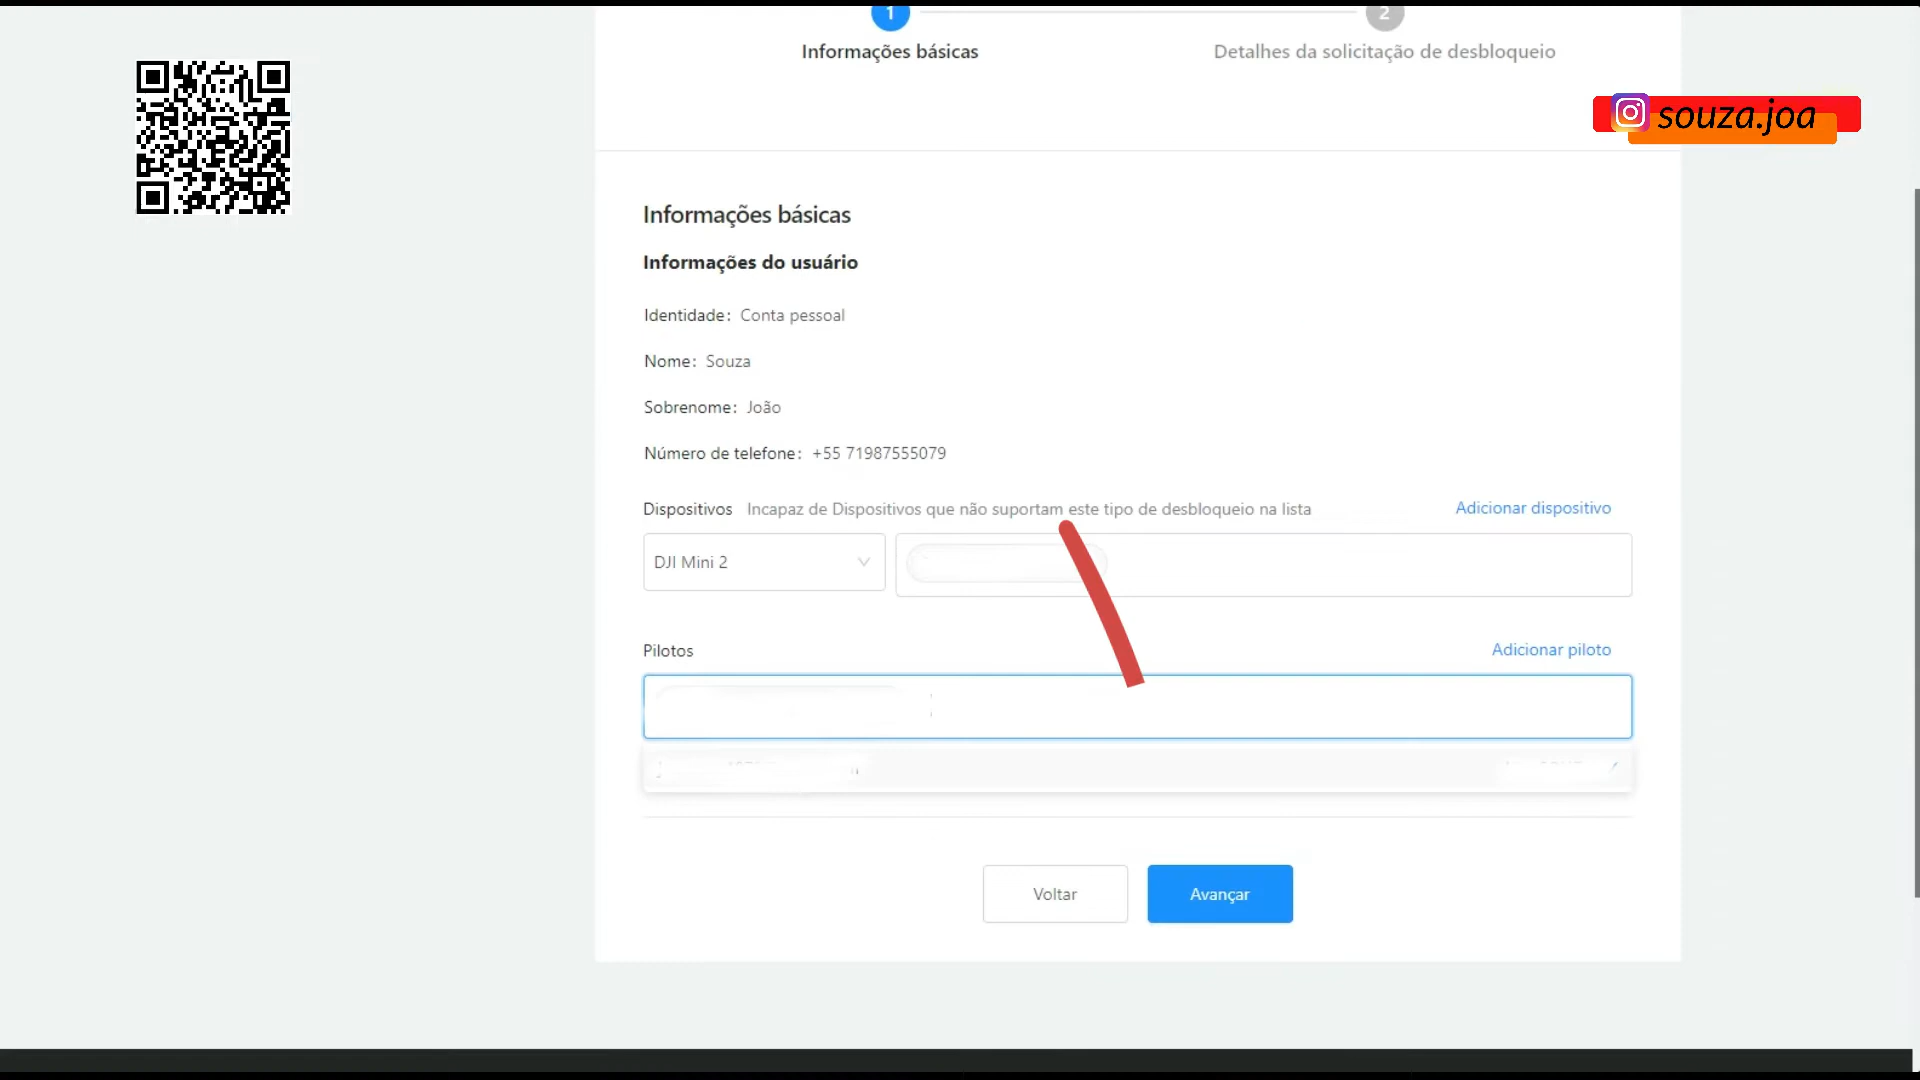 1
2
Informações básicas
Detalhes da solicitação de desbloqueio
souza.joa
Informações básicas
Informações do usuário
Identidade: Conta pessoal
Nome: Souza
Sobrenome: João
Número de telefone: +55 71987555079
Dispositivos Incapaz de Dispositivos que não suportam este tipo de desbloqueio na lista Adicionar dispositivo
DJI Mini 2
Pilotos Adicionar piloto
Voltar
Avançar